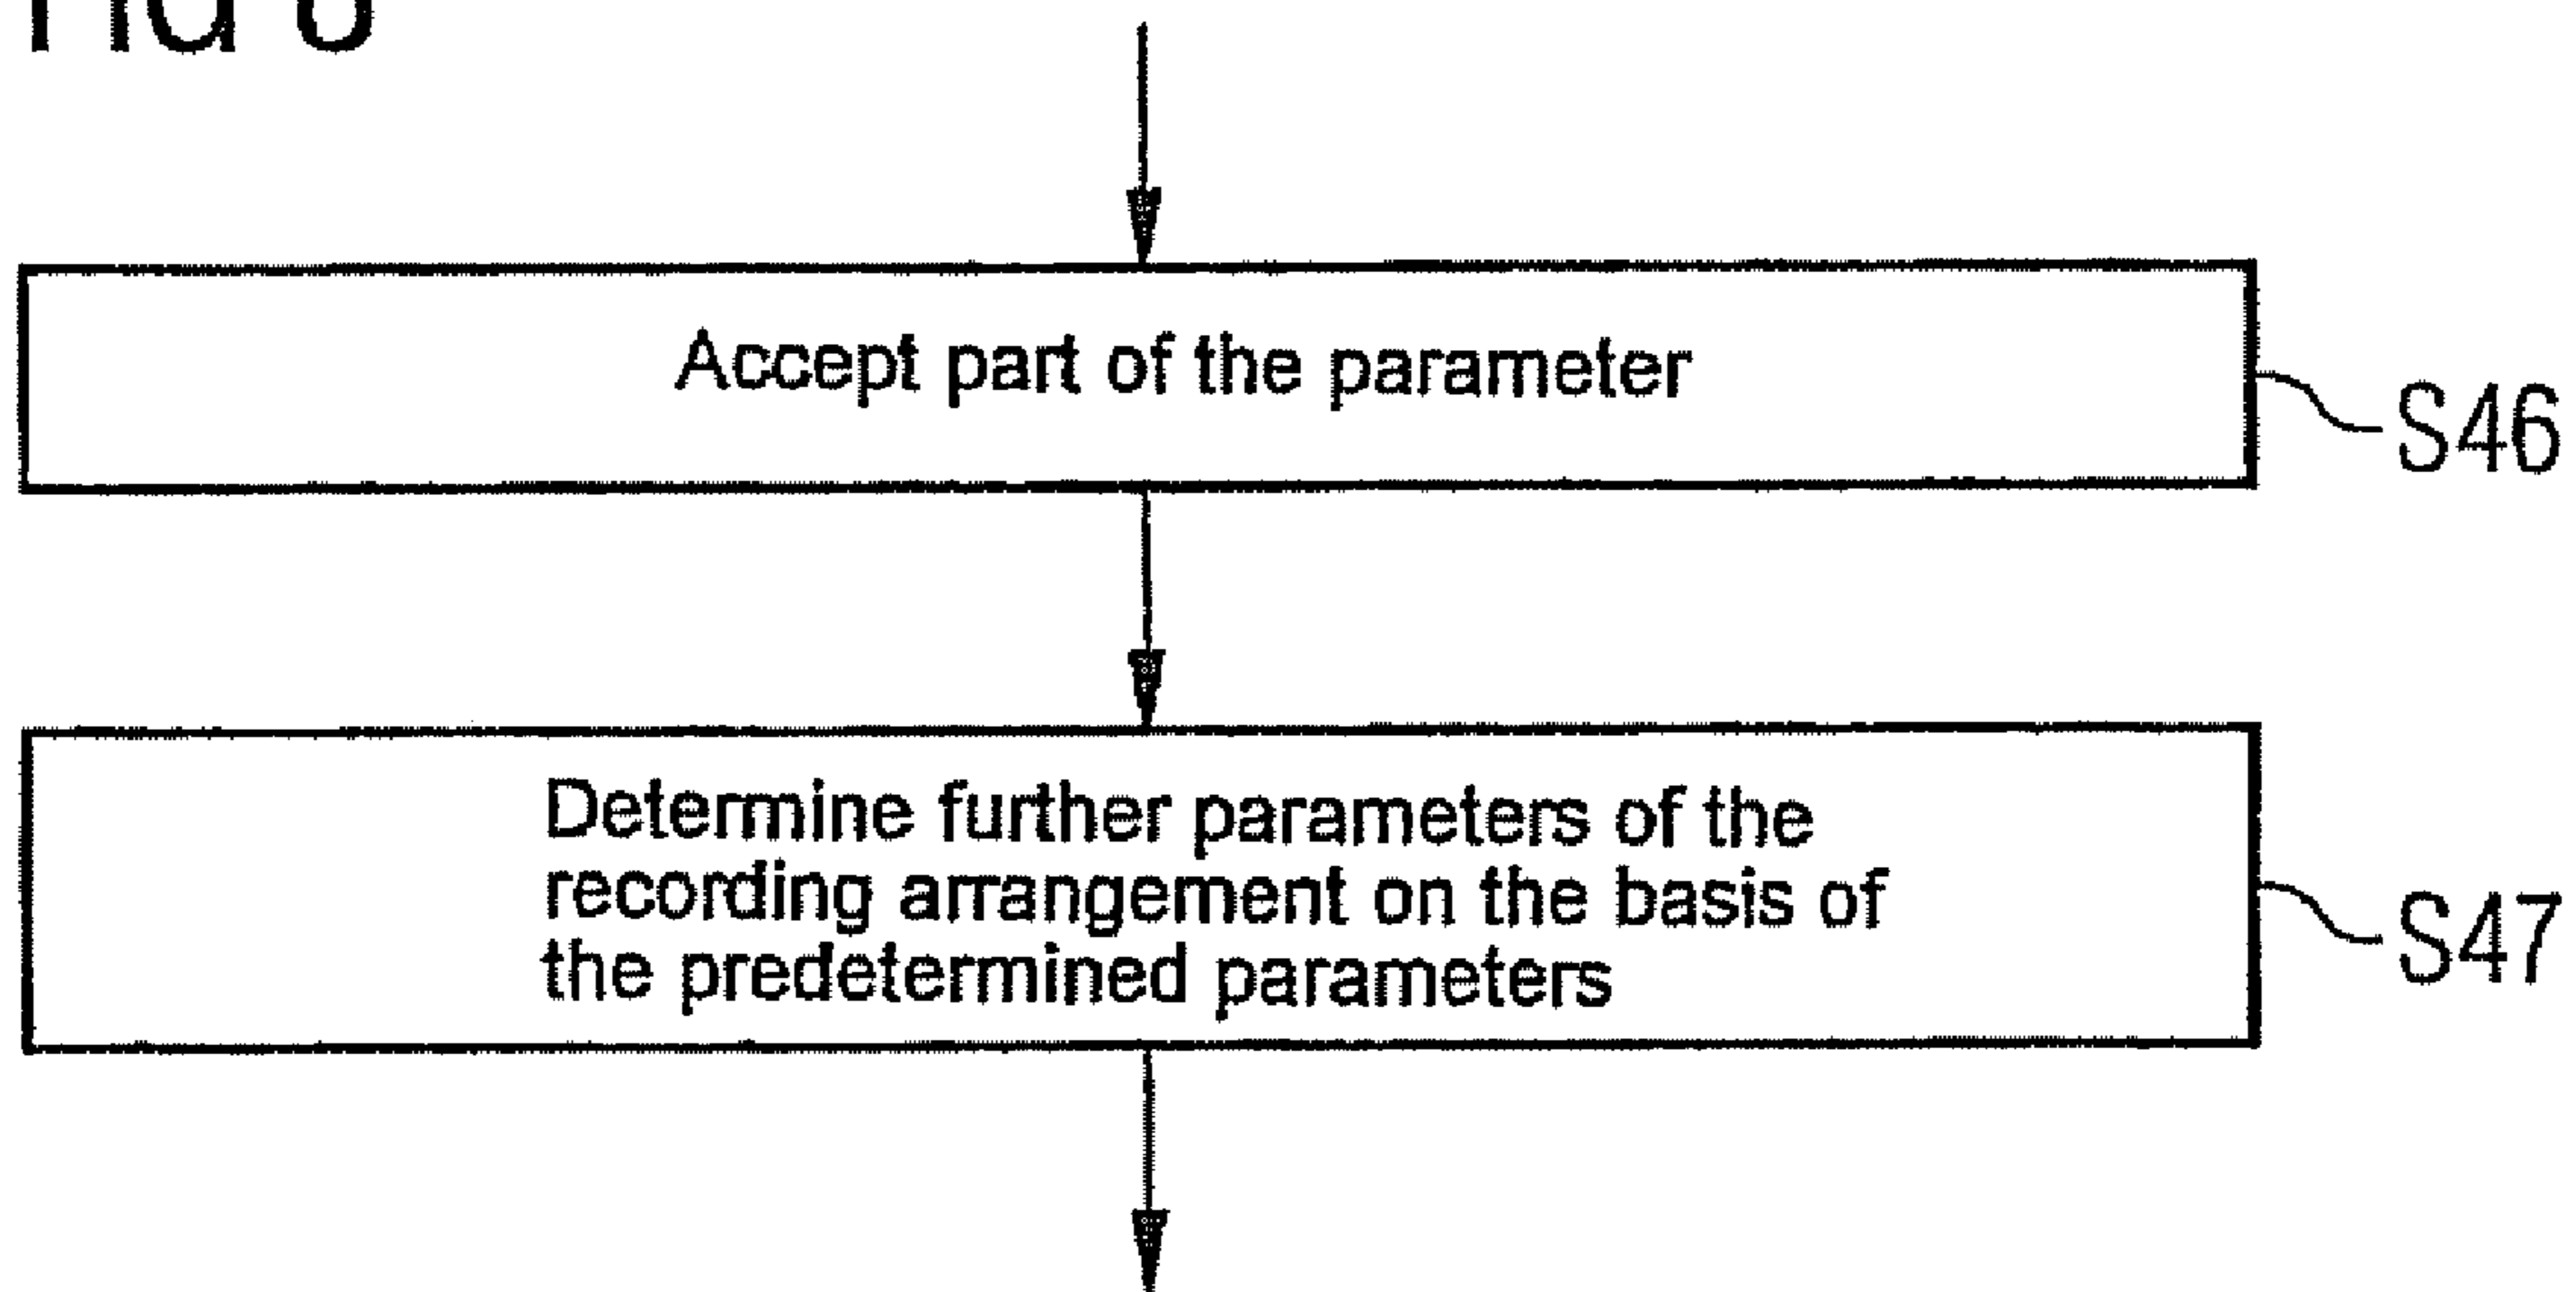 Accept part of the parameter
S46
Determine further parameters of the
recording arrangement on the basis of
the predetermined parameters
S47